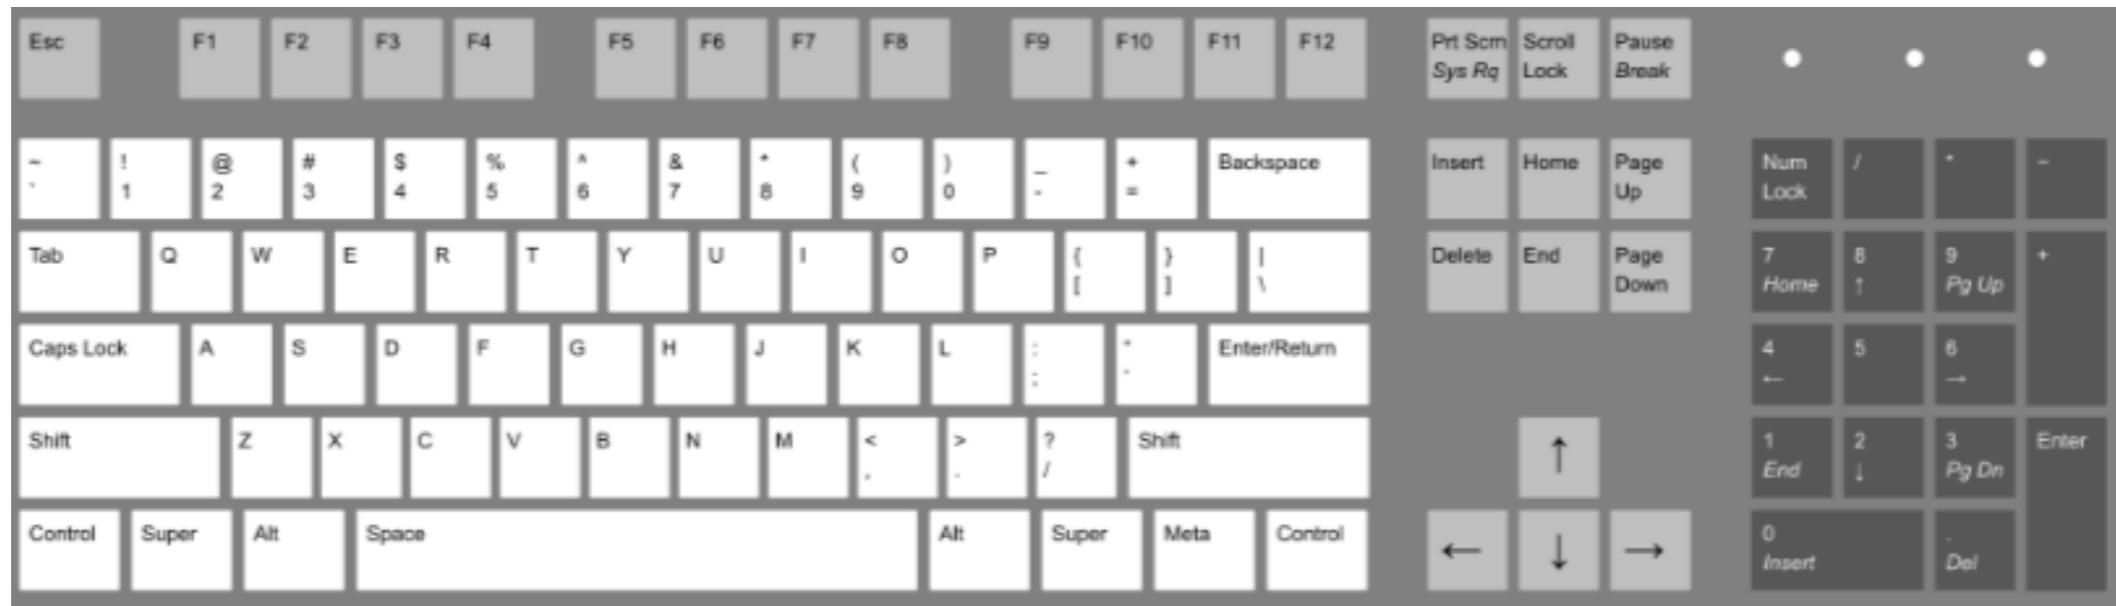 Esc F1 F2 F3 F4 F5 F6 F7 F8 F9 F10 F11 F12 Prt Scrn Scroll Pause
Sys Rq Lock Break
~ ! @ # $ % ^ & * ( ) _ + Backspace Insert Home Page Num / * −
` 1 2 3 4 5 6 7 8 9 0 - = Up Lock
Tab Q W E R T Y U I O P { } | Delete End Page 7 8 9 +
[ ] \ Down Home ↑ Pg Up
Caps Lock A S D F G H J K L : " Enter/Return 4 5 6
; ' ← →
Shift Z X C V B N M < > ? Shift ↑ 1 2 3 Enter
, . / End ↓ Pg Dn
Control Super Alt Space Alt Super Meta Control ← ↓ → 0 .
Insert Del